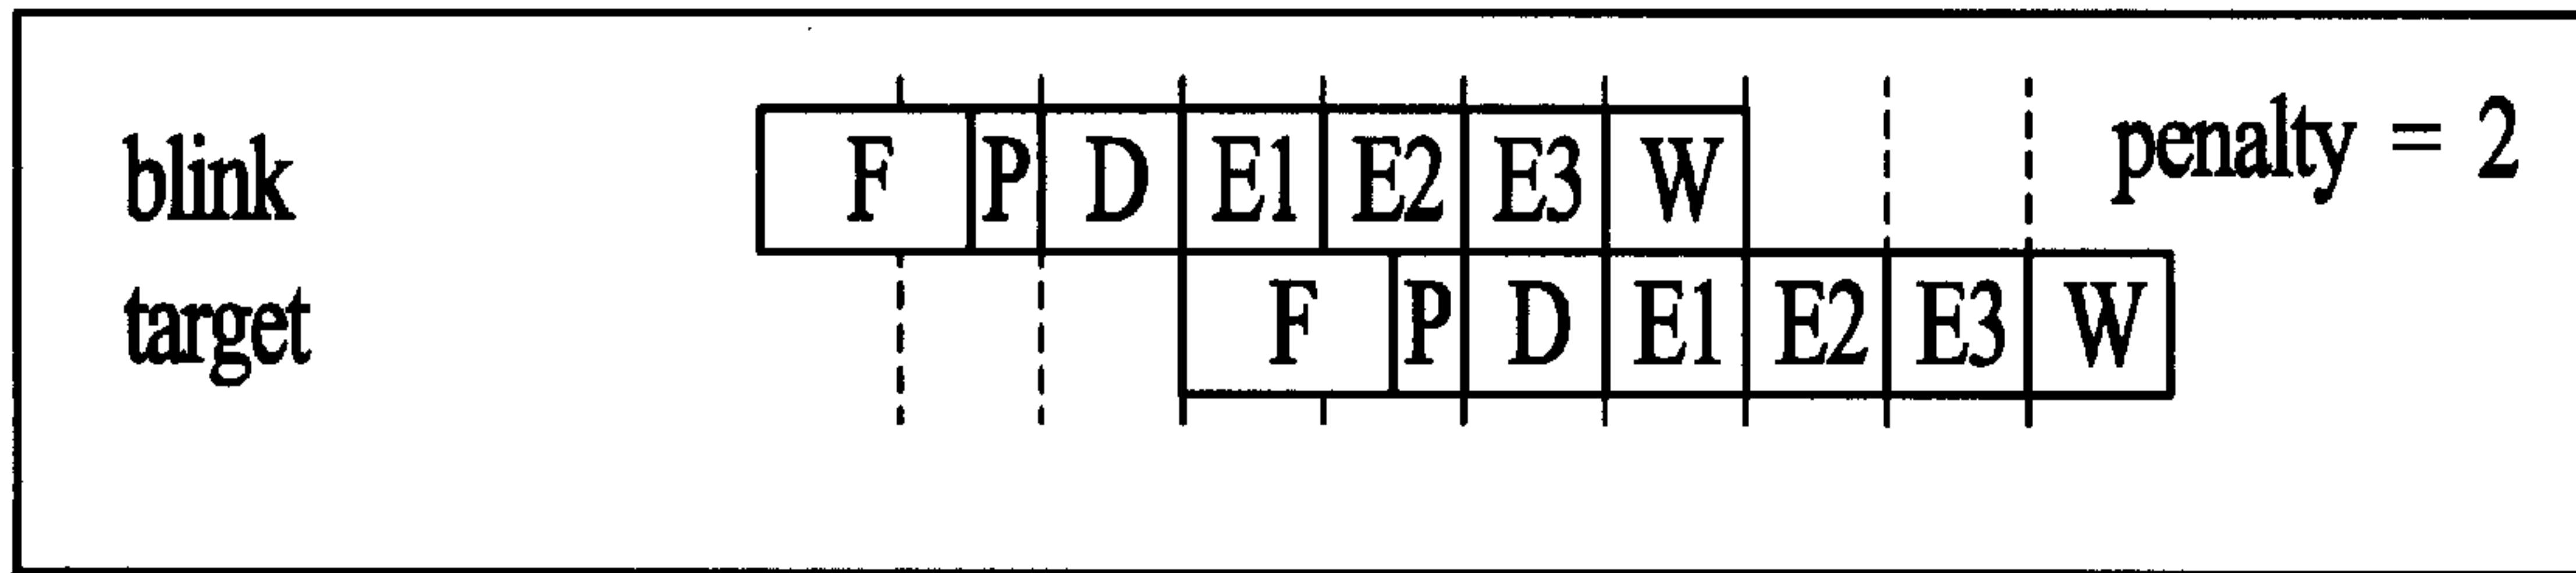 blink F P D E1 E2 E3 W penalty = 2
target F P D E1 E2 E3 W